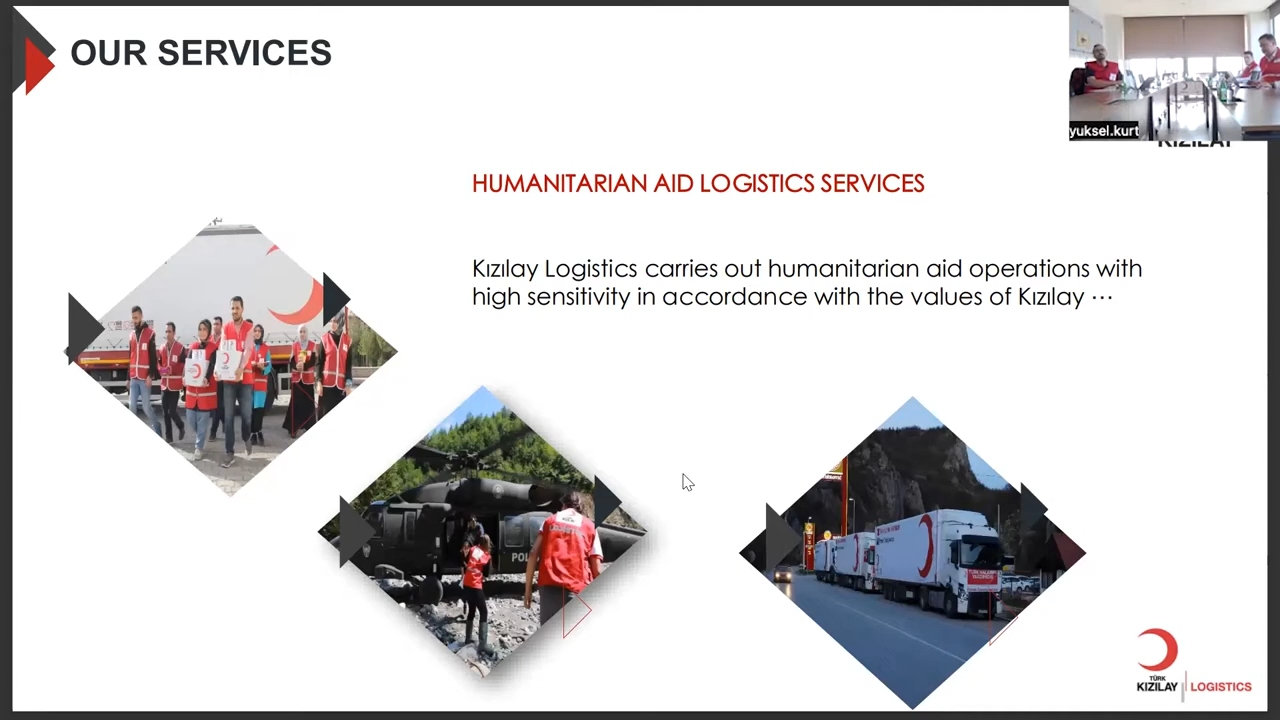 OUR SERVICES
yuksel.kurt
KIZILAY
HUMANITARIAN AID LOGISTICS SERVICES
Kızılay Logistics carries out humanitarian aid operations with
high sensitivity in accordance with the values of Kızılay ...
POL
TÜRK
KIZILAY | LOGISTICS